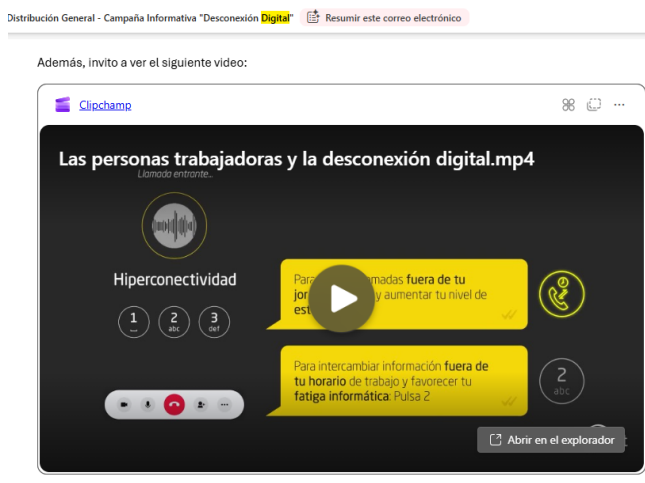 Distribución General - Campaña Informativa "Desconexión Digital" Resumir este correo electrónico
Además, invito a ver el siguiente video:
Clipchamp
Las personas trabajadoras y la desconexión digital.mp4
Llamada entrante...
Hiperconectividad
1
2 abc
3 def
Para madas fuera de tu
y aumentar tu nivel de
Para intercambiar información fuera de
tu horario de trabajo y favorecer tu
fatiga informática: Pulsa 2
2
abc
Abrir en el explorador